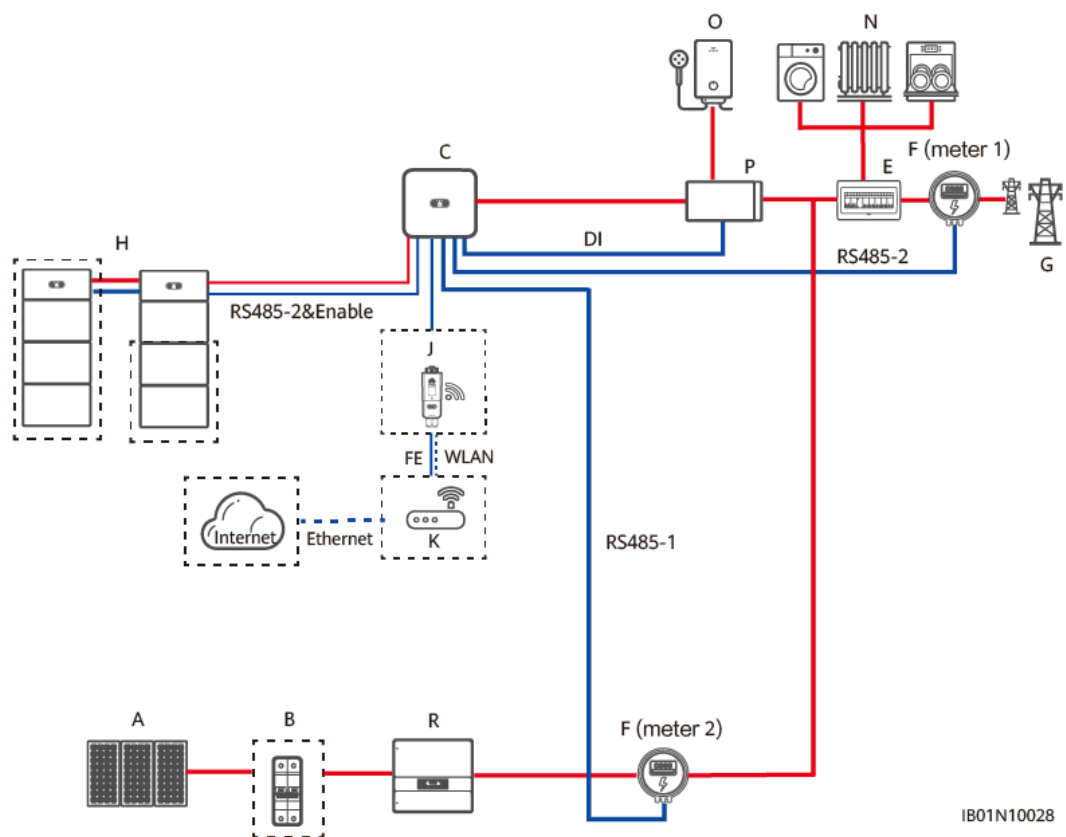 O
N
C
P
E
F (meter 1)
H
DI
RS485-2
G
RS485-2&Enable
J
FE
WLAN
Internet
Ethernet
K
RS485-1
A
B
R
F (meter 2)
IB01N10028